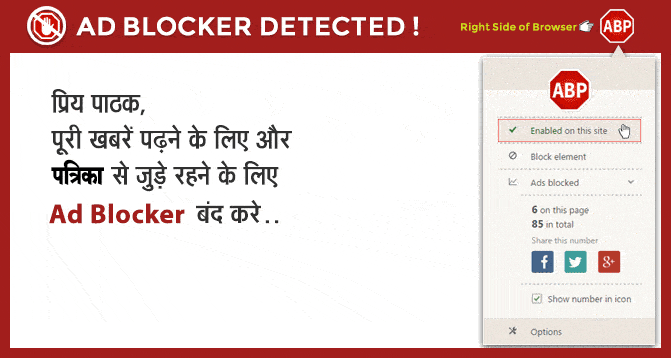 AD BLOCKER DETECTED !
Right Side of Browser
ABP
प्रिय पाठक,
पूरी खबरें पढ़ने के लिए और
पत्रिका से जुड़े रहने के लिए
Ad Blocker बंद करे..
ABP
Enabled on this site
Block element
Ads blocked
6 on this page
85 in total
Share this number
f
g+
Show number in icon
Options